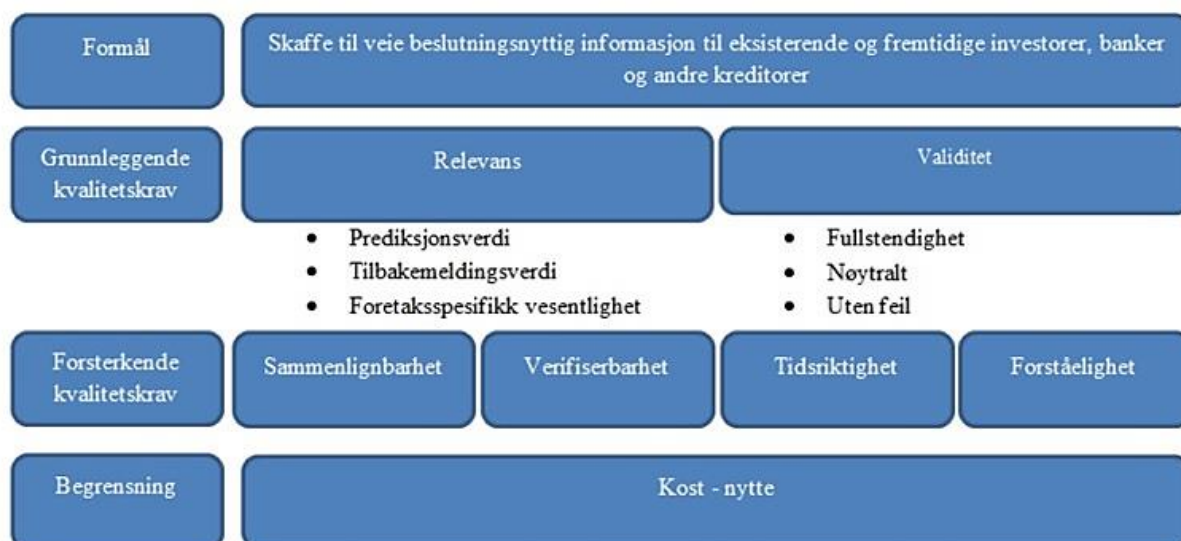 Formål
Skaffe til veie beslutningsnyttig informasjon til eksisterende og fremtidige investorer, banker
og andre kreditorer
Grunnleggende
kvalitetskrav
Relevans
Validitet
• Prediksjonsverdi
• Tilbakemeldingsverdi
• Foretaksspesifikk vesentlighet
• Fullstendighet
• Nøytralt
• Uten feil
Forsterkende
kvalitetskrav
Sammenlignbarhet
Verifiserbarhet
Tidsriktighet
Forståelighet
Begrensning
Kost - nytte